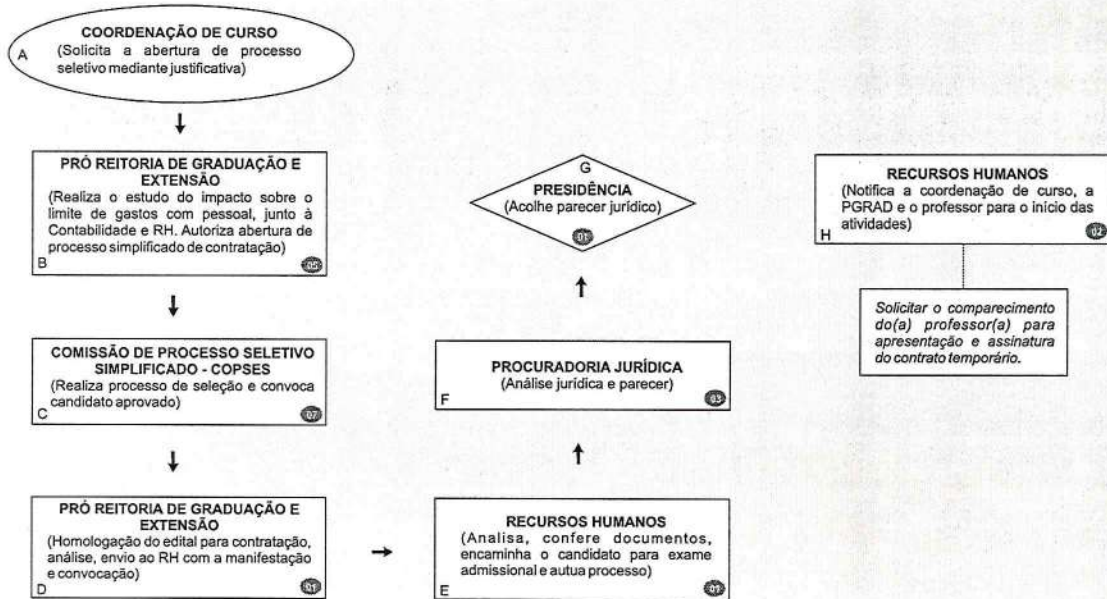 A
COORDENAÇÃO DE CURSO
(Solicita a abertura de processo
seletivo mediante justificativa)
PRÓ REITORIA DE GRADUAÇÃO E
EXTENSÃO
(Realiza o estudo do impacto sobre o
limite de gastos com pessoal, junto à
Contabilidade e RH. Autoriza abertura de
processo simplificado de contratação)
B
05
COMISSÃO DE PROCESSO SELETIVO
SIMPLIFICADO - COPSES
(Realiza processo de seleção e convoca
candidato aprovado)
C
07
PRÓ REITORIA DE GRADUAÇÃO E
EXTENSÃO
(Homologação do edital para contratação,
análise, envio ao RH com a manifestação
e convocação)
D
01
RECURSOS HUMANOS
(Analisa, confere documentos,
encaminha o candidato para exame
admissional e autua processo)
E
PROCURADORIA JURÍDICA
(Análise jurídica e parecer)
F
03
G
PRESIDÊNCIA
(Acolhe parecer jurídico)
01
RECURSOS HUMANOS
(Notifica a coordenação de curso, a
PGRAD e o professor para o início das
atividades)
H
02
Solicitar o comparecimento
do(a) professor(a) para
apresentação e assinatura
do contrato temporário.